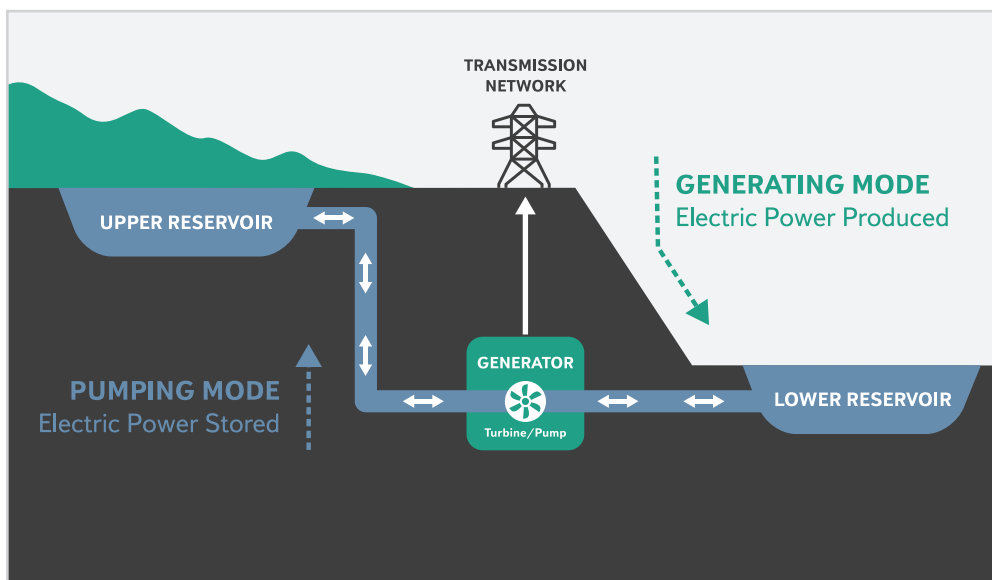 TRANSMISSION
NETWORK
GENERATING MODE
Electric Power Produced
UPPER RESERVOIR
GENERATOR
Turbine/Pump
PUMPING MODE
Electric Power Stored
LOWER RESERVOIR